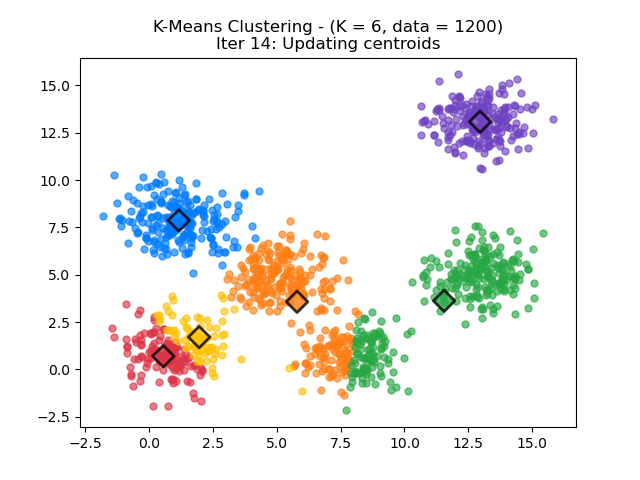 K-Means Clustering - (K = 6, data = 1200)
Iter 14: Updating centroids
15.0
12.5
10.0
7.5
5.0
2.5
0.0
−2.5
−2.5 0.0 2.5 5.0 7.5 10.0 12.5 15.0